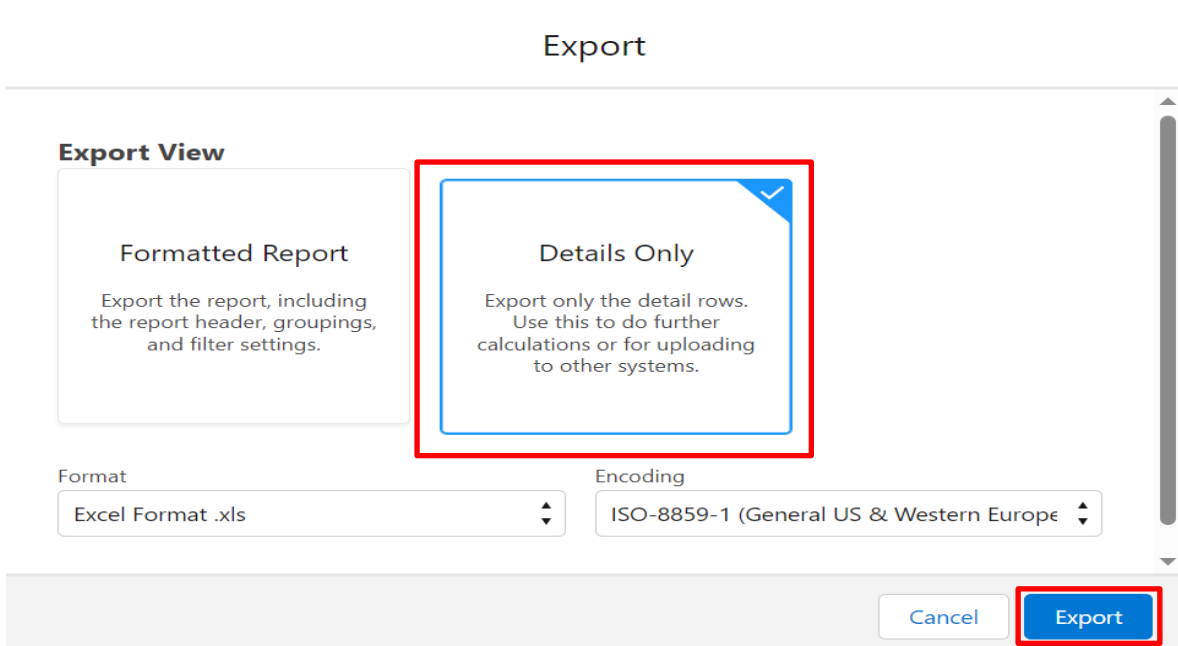 Export
Export View
Formatted Report
Export the report, including
the report header, groupings,
and filter settings.
Details Only
Export only the detail rows.
Use this to do further
calculations or for uploading
to other systems.
Format
Encoding
Excel Format .xls
ISO-8859-1 (General US & Western Europe
Cancel
Export